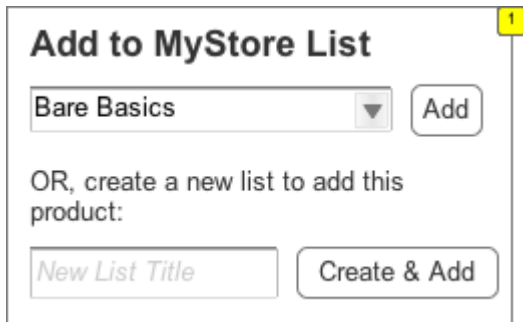 1
Add to MyStore List
Bare Basics
Add
OR, create a new list to add this
product:
New List Title
Create & Add